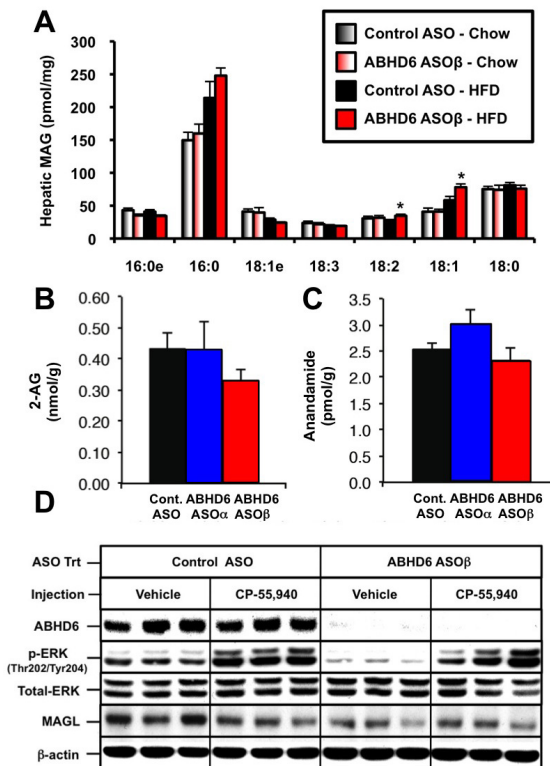 A
Control ASO - Chow
ABHD6 ASOβ - Chow
Control ASO - HFD
ABHD6 ASOβ - HFD
Hepatic MAG (pmol/mg)
300
250
200
150
100
50
0
*
*
16:0e 16:0 18:1e 18:3 18:2 18:1 18:0
B
2-AG
(nmol/g)
0.60
0.50
0.40
0.30
0.20
0.10
0.00
Cont. ABHD6 ABHD6
ASO ASOα ASOβ
C
Anandamide
(pmol/g)
3.5
3.0
2.5
2.0
1.5
1.0
0.5
0.0
Cont. ABHD6 ABHD6
ASO ASOα ASOβ
D
ASO Trt Control ASO ABHD6 ASOβ
Injection Vehicle CP-55,940 Vehicle CP-55,940
ABHD6
p-ERK
(Thr202/Tyr204)
Total-ERK
MAGL
β-actin